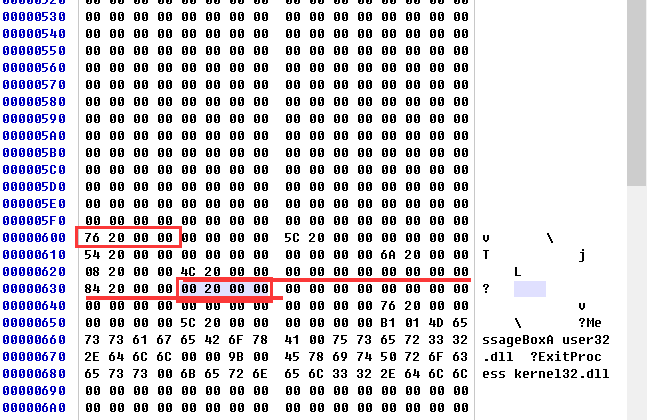 00000530 00 00 00 00 00 00 00 00 00 00 00 00 00 00 00 00
00000540 00 00 00 00 00 00 00 00 00 00 00 00 00 00 00 00
00000550 00 00 00 00 00 00 00 00 00 00 00 00 00 00 00 00
00000560 00 00 00 00 00 00 00 00 00 00 00 00 00 00 00 00
00000570 00 00 00 00 00 00 00 00 00 00 00 00 00 00 00 00
00000580 00 00 00 00 00 00 00 00 00 00 00 00 00 00 00 00
00000590 00 00 00 00 00 00 00 00 00 00 00 00 00 00 00 00
000005A0 00 00 00 00 00 00 00 00 00 00 00 00 00 00 00 00
000005B0 00 00 00 00 00 00 00 00 00 00 00 00 00 00 00 00
000005C0 00 00 00 00 00 00 00 00 00 00 00 00 00 00 00 00
000005D0 00 00 00 00 00 00 00 00 00 00 00 00 00 00 00 00
000005E0 00 00 00 00 00 00 00 00 00 00 00 00 00 00 00 00
000005F0 00 00 00 00 00 00 00 00 00 00 00 00 00 00 00 00
00000600 76 20 00 00 00 00 00 00 5C 20 00 00 00 00 00 00 v \
00000610 54 20 00 00 00 00 00 00 00 00 00 00 6A 20 00 00 T j
00000620 08 20 00 00 4C 20 00 00 00 00 00 00 00 00 00 00 L
00000630 84 20 00 00 00 20 00 00 00 00 00 00 00 00 00 00 ?
00000640 00 00 00 00 00 00 00 00 00 00 00 00 76 20 00 00 v
00000650 00 00 00 00 5C 20 00 00 00 00 00 00 B1 01 4D 65 \ ?Me
00000660 73 73 61 67 65 42 6F 78 41 00 75 73 65 72 33 32 ssageBoxA user32
00000670 2E 64 6C 6C 00 00 9B 00 45 78 69 74 50 72 6F 63 .dll ?ExitProc
00000680 65 73 73 00 6B 65 72 6E 65 6C 33 32 2E 64 6C 6C ess kernel32.dll
00000690 00 00 00 00 00 00 00 00 00 00 00 00 00 00 00 00
000006A0 00 00 00 00 00 00 00 00 00 00 00 00 00 00 00 00